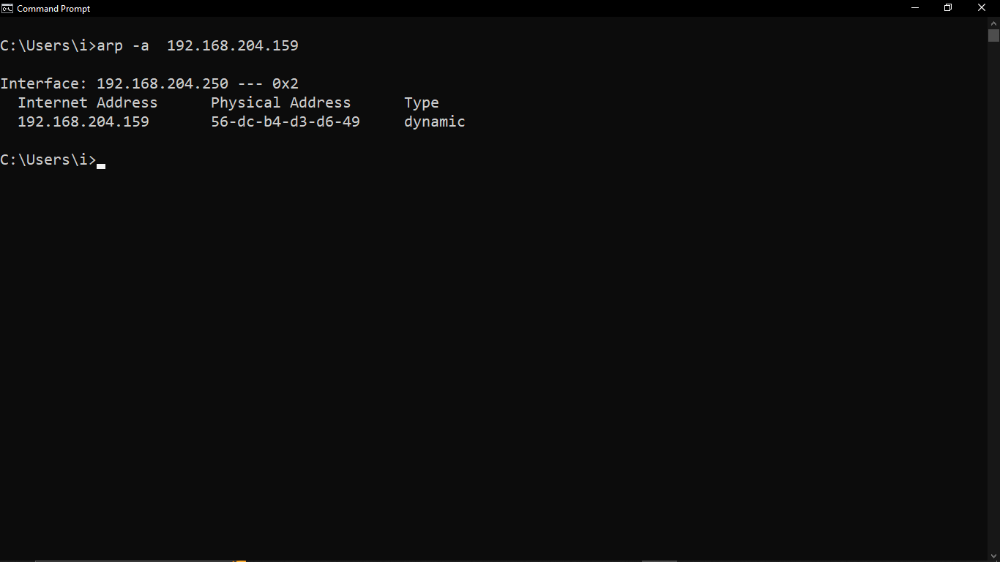 Command Prompt
C:\Users\i>arp -a  192.168.204.159
Interface: 192.168.204.250 --- 0x2
  Internet Address      Physical Address      Type
  192.168.204.159       56-dc-b4-d3-d6-49     dynamic
C:\Users\i>